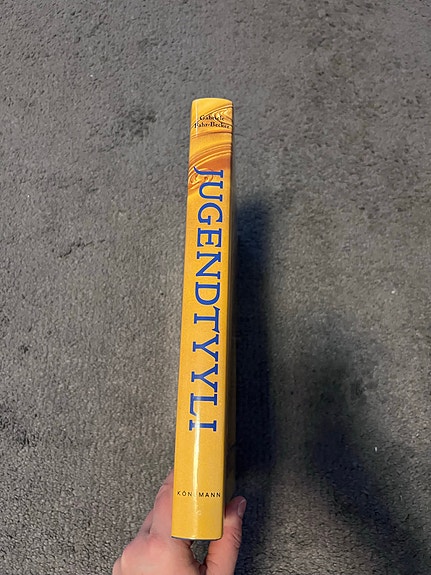 Gabriele
Fahr-Becker
JUGENDTYYLI
KÖNEMANN